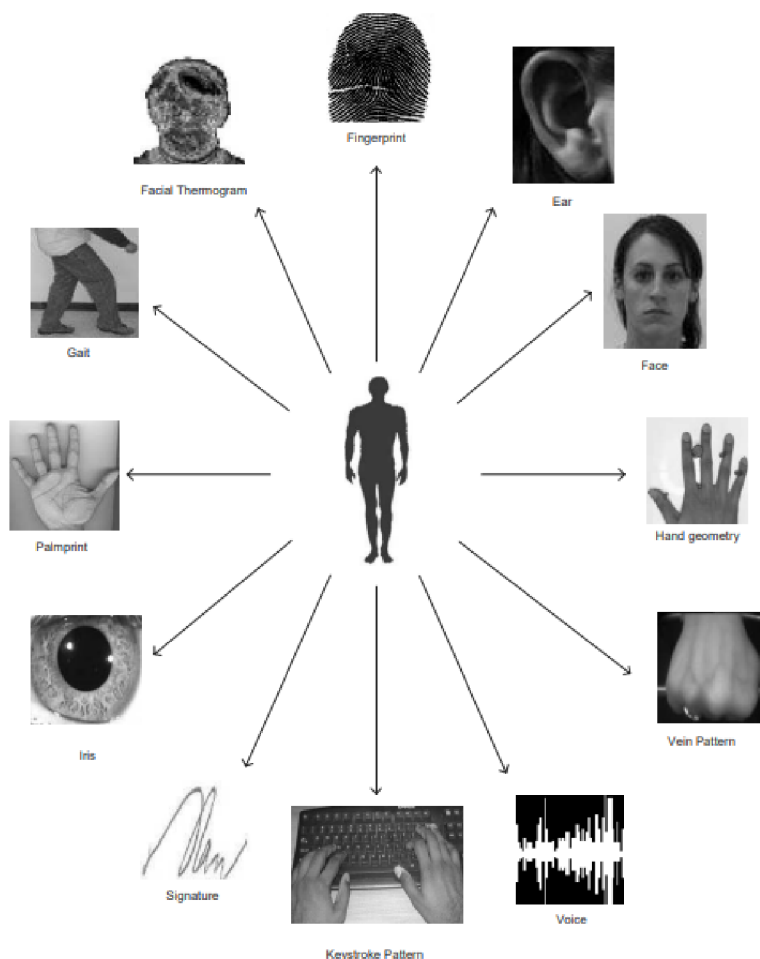 Fingerprint
Facial Thermogram
Ear
Gait
Face
Palmprint
Hand geometry
Iris
Vein Pattern
Signature
Voice
Keystroke Pattern